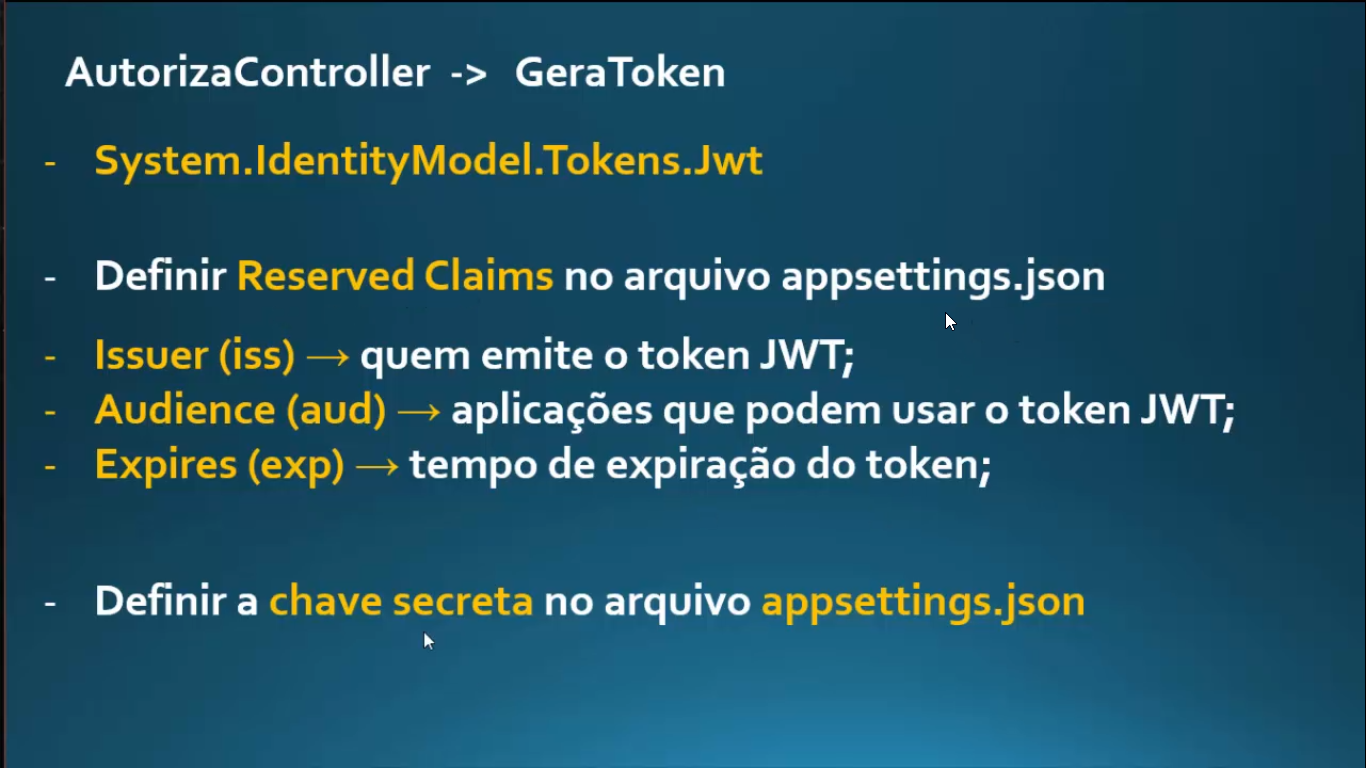 AutorizaController -> GeraToken
- System.IdentityModel.Tokens.Jwt
- Definir Reserved Claims no arquivo appsettings.json
- Issuer (iss) → quem emite o token JWT;
- Audience (aud) → aplicações que podem usar o token JWT;
- Expires (exp) → tempo de expiração do token;
- Definir a chave secreta no arquivo appsettings.json